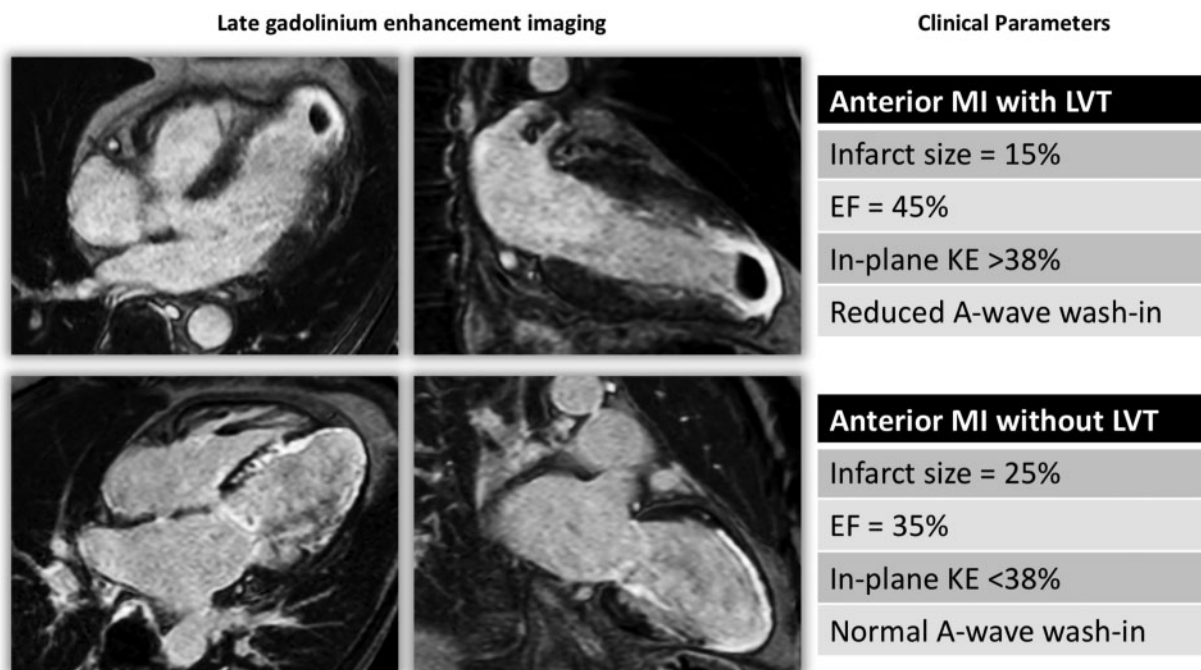 Late gadolinium enhancement imaging
Clinical Parameters
Anterior MI with LVT
Infarct size = 15%
EF = 45%
In-plane KE >38%
Reduced A-wave wash-in
Anterior MI without LVT
Infarct size = 25%
EF = 35%
In-plane KE <38%
Normal A-wave wash-in